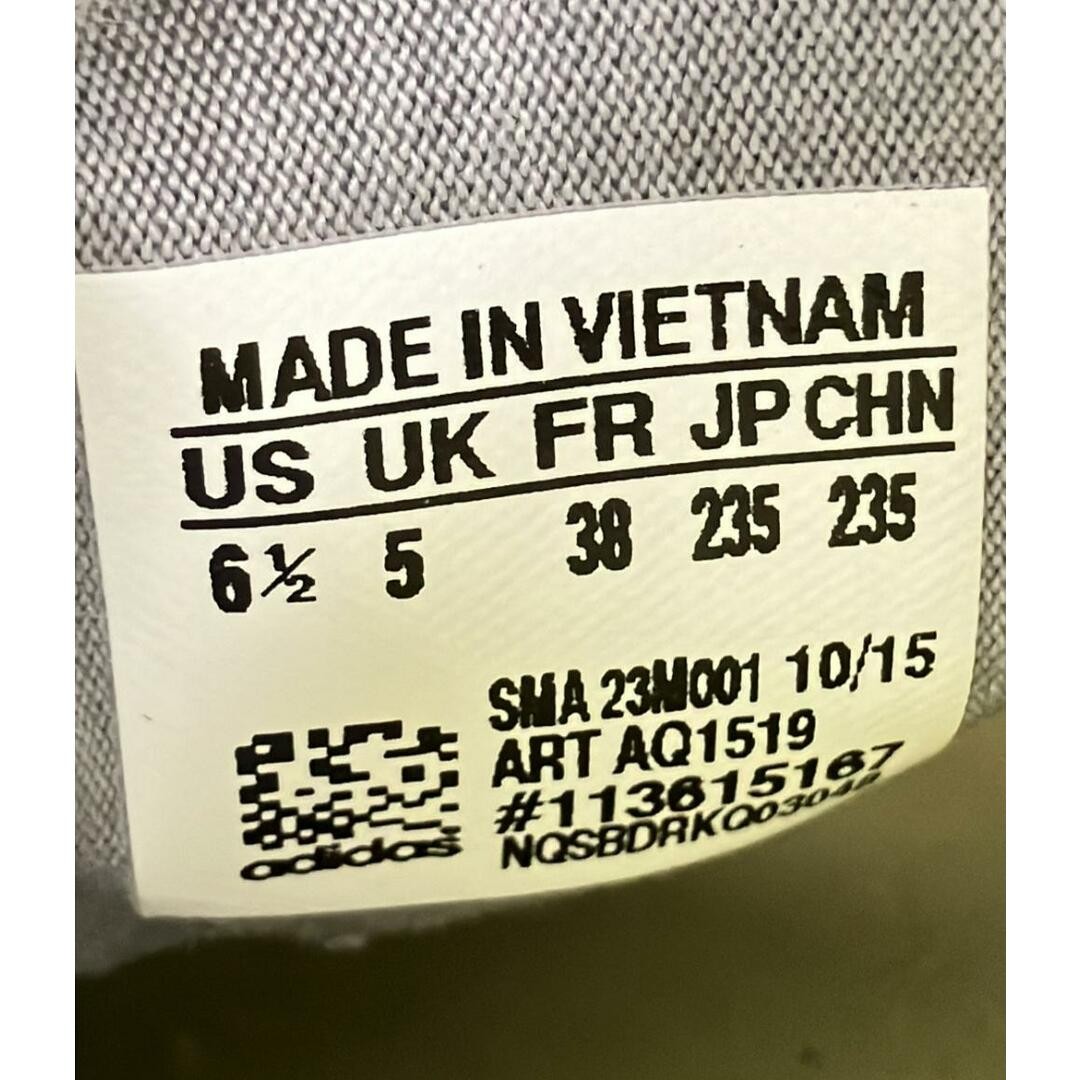 MADE IN VIETNAM
US UK FR JP CHN
6½ 5 38 235 235
SMA 23M001 10/15
ART AQ1519
#113615167
adidas